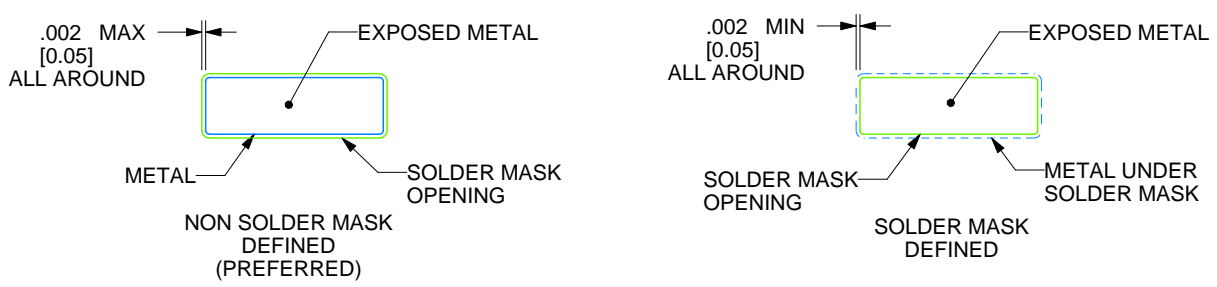 .002 MAX
[0.05]
ALL AROUND
EXPOSED METAL
METAL
SOLDER MASK
OPENING
NON SOLDER MASK
DEFINED
(PREFERRED)
.002 MIN
[0.05]
ALL AROUND
EXPOSED METAL
SOLDER MASK
OPENING
METAL UNDER
SOLDER MASK
SOLDER MASK
DEFINED